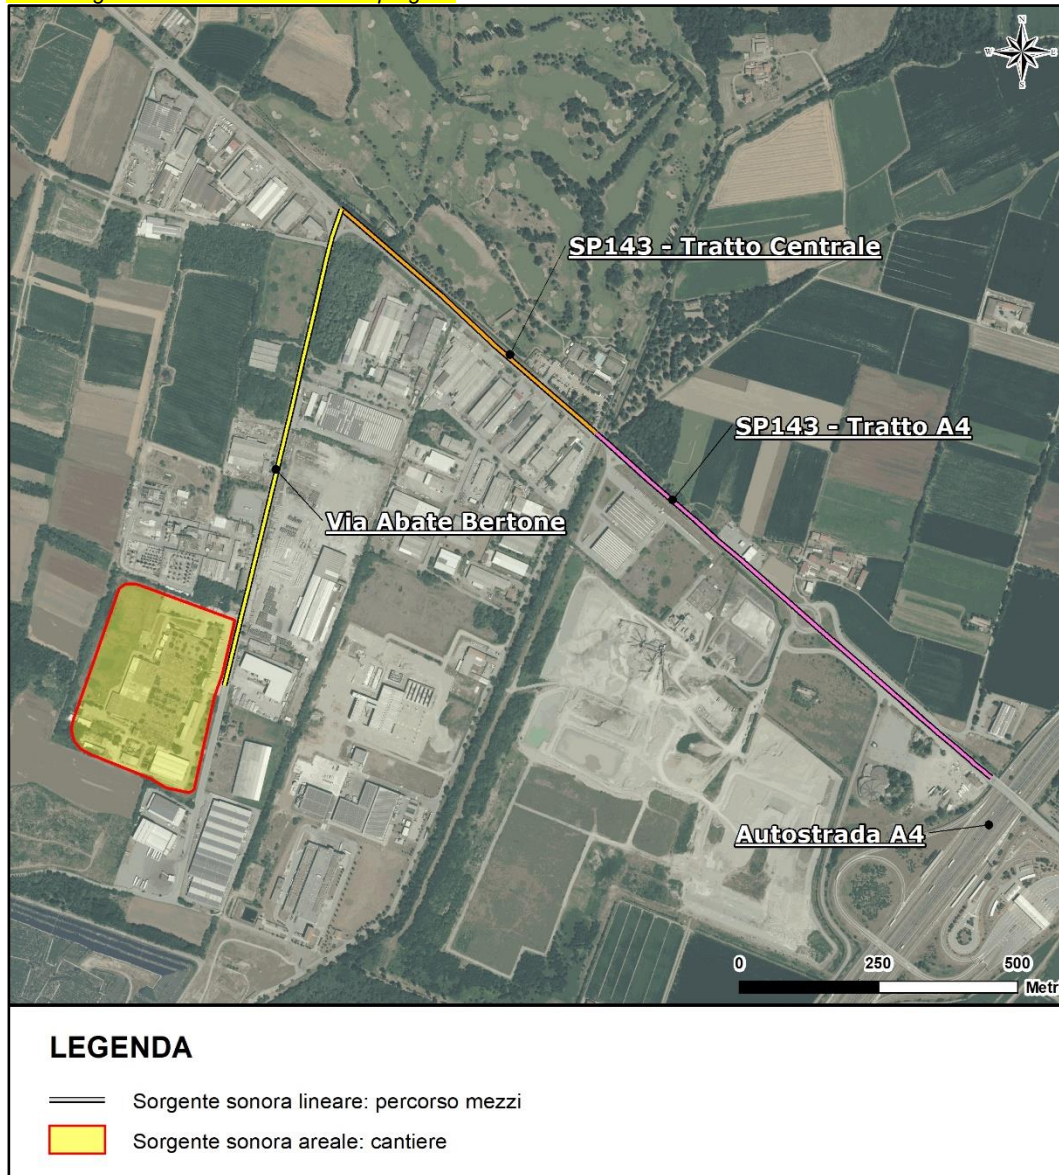 N
W E
S
SP143 - Tratto Centrale
SP143 - Tratto A4
Via Abate Bertone
Autostrada A4
0 250 500
Metr
LEGENDA
Sorgente sonora lineare: percorso mezzi
Sorgente sonora areale: cantiere